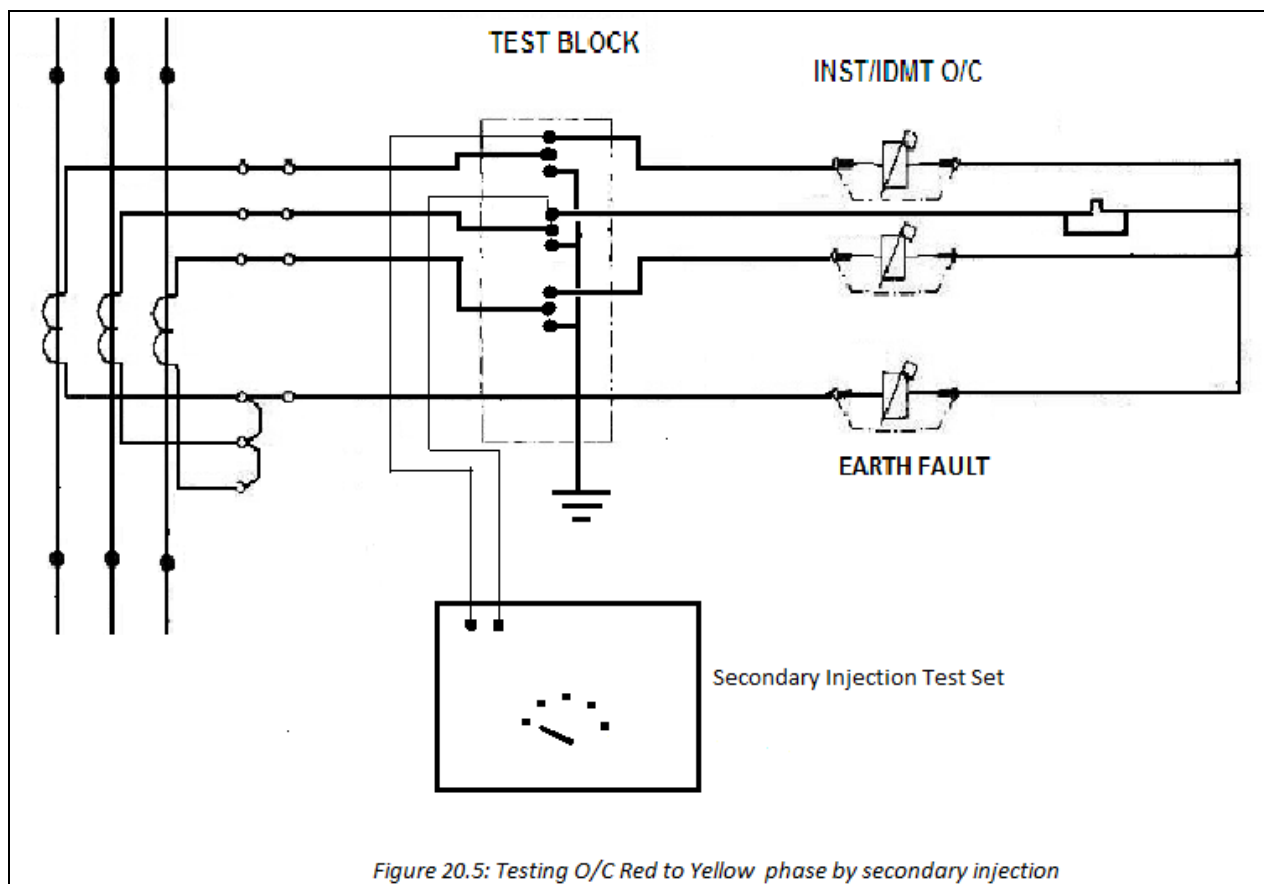 TEST BLOCK
INST/IDMT O/C
EARTH FAULT
Secondary Injection Test Set
Figure 20.5: Testing O/C Red to Yellow phase by secondary injection